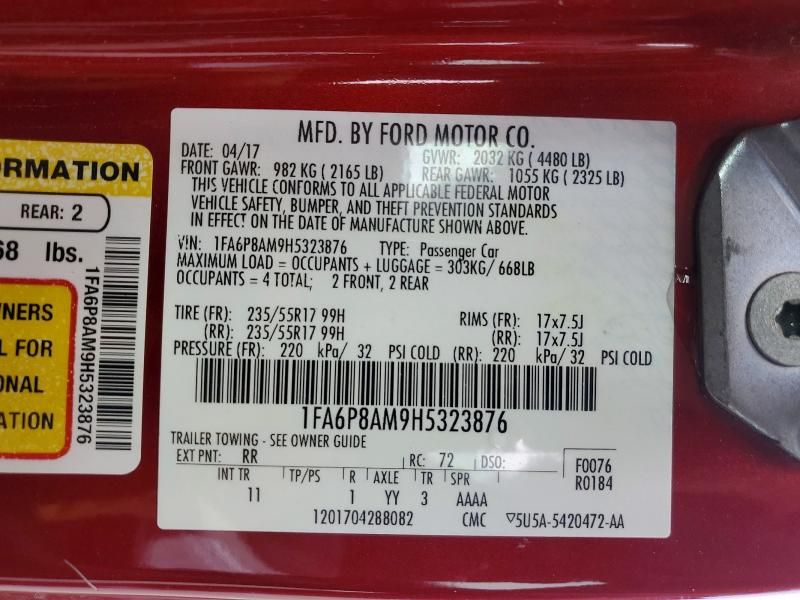 ORMATION
REAR: 2
68 lbs.
WNERS
L FOR
ONAL
ATION
1FA6P8AM9H5323876
MFD. BY FORD MOTOR CO.
DATE: 04/17 GVWR: 2032 KG ( 4480 LB)
FRONT GAWR: 982 KG ( 2165 LB) REAR GAWR: 1055 KG ( 2325 LB)
THIS VEHICLE CONFORMS TO ALL APPLICABLE FEDERAL MOTOR
VEHICLE SAFETY, BUMPER, AND THEFT PREVENTION STANDARDS
IN EFFECT ON THE DATE OF MANUFACTURE SHOWN ABOVE.
VIN: 1FA6P8AM9H5323876 TYPE: Passenger Car
MAXIMUM LOAD = OCCUPANTS + LUGGAGE = 303KG/ 668LB
OCCUPANTS = 4 TOTAL; 2 FRONT, 2 REAR
TIRE (FR): 235/55R17 99H RIMS (FR): 17x7.5J
(RR): 235/55R17 99H (RR): 17x7.5J
PRESSURE (FR): 220 kPa/ 32 PSI COLD (RR): 220 kPa/ 32 PSI COLD
1FA6P8AM9H5323876
TRAILER TOWING - SEE OWNER GUIDE
EXT PNT: RR RC: 72 DSO: F0076
R0184
INT TR TP/PS R AXLE TR SPR
11 1 YY 3 AAAA
1201704288082 CMC ▽5U5A-5420472-AA